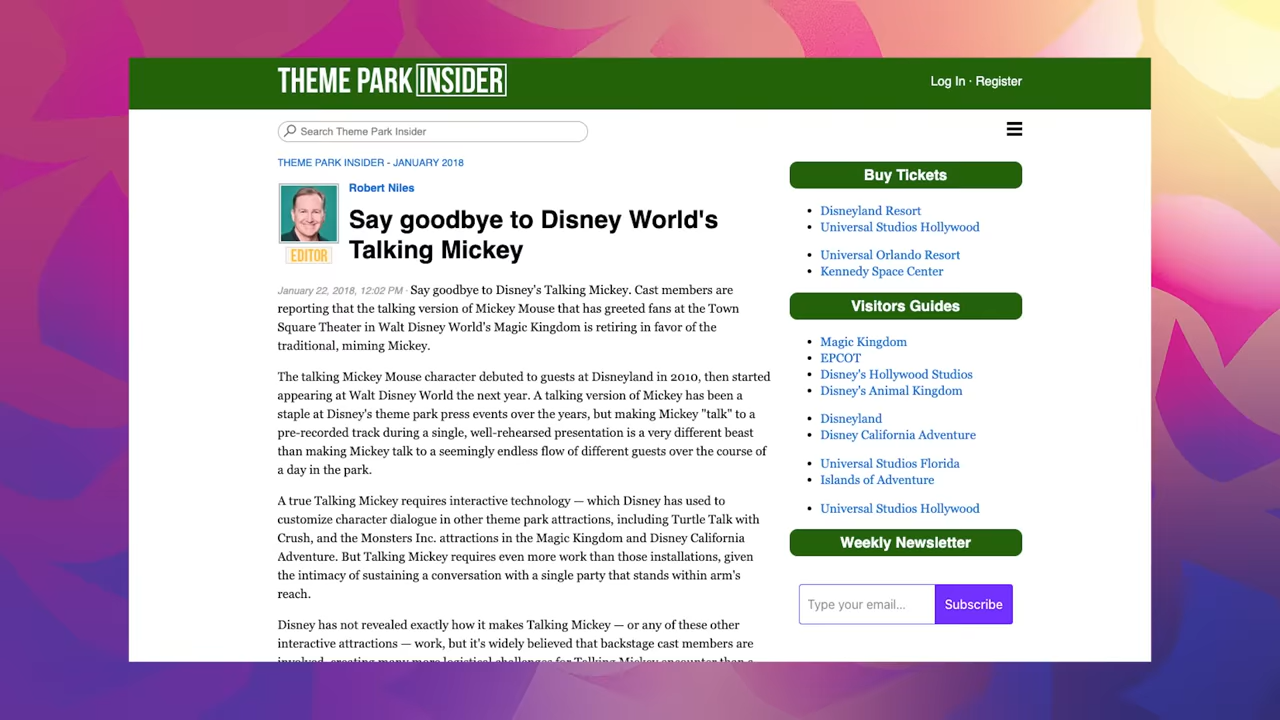 THEME PARK INSIDER
Log In · Register
Search Theme Park Insider
THEME PARK INSIDER - JANUARY 2018
Robert Niles
EDITOR
Say goodbye to Disney World's
Talking Mickey
January 22, 2018, 12:02 PM · Say goodbye to Disney's Talking Mickey. Cast members are
reporting that the talking version of Mickey Mouse that has greeted fans at the Town
Square Theater in Walt Disney World's Magic Kingdom is retiring in favor of the
traditional, miming Mickey.
The talking Mickey Mouse character debuted to guests at Disneyland in 2010, then started
appearing at Walt Disney World the next year. A talking version of Mickey has been a
staple at Disney's theme park press events over the years, but making Mickey "talk" to a
pre-recorded track during a single, well-rehearsed presentation is a very different beast
than making Mickey talk to a seemingly endless flow of different guests over the course of
a day in the park.
A true Talking Mickey requires interactive technology — which Disney has used to
customize character dialogue in other theme park attractions, including Turtle Talk with
Crush, and the Monsters Inc. attractions in the Magic Kingdom and Disney California
Adventure. But Talking Mickey requires even more work than those installations, given
the intimacy of sustaining a conversation with a single party that stands within arm's
reach.
Disney has not revealed exactly how it makes Talking Mickey — or any of these other
interactive attractions — work, but it's widely believed that backstage cast members are
involved, creating many more logistical challenges for Talking Mickey encounter than a
Buy Tickets
Disneyland Resort
Universal Studios Hollywood
Universal Orlando Resort
Kennedy Space Center
Visitors Guides
Magic Kingdom
EPCOT
Disney's Hollywood Studios
Disney's Animal Kingdom
Disneyland
Disney California Adventure
Universal Studios Florida
Islands of Adventure
Universal Studios Hollywood
Weekly Newsletter
Type your email...
Subscribe